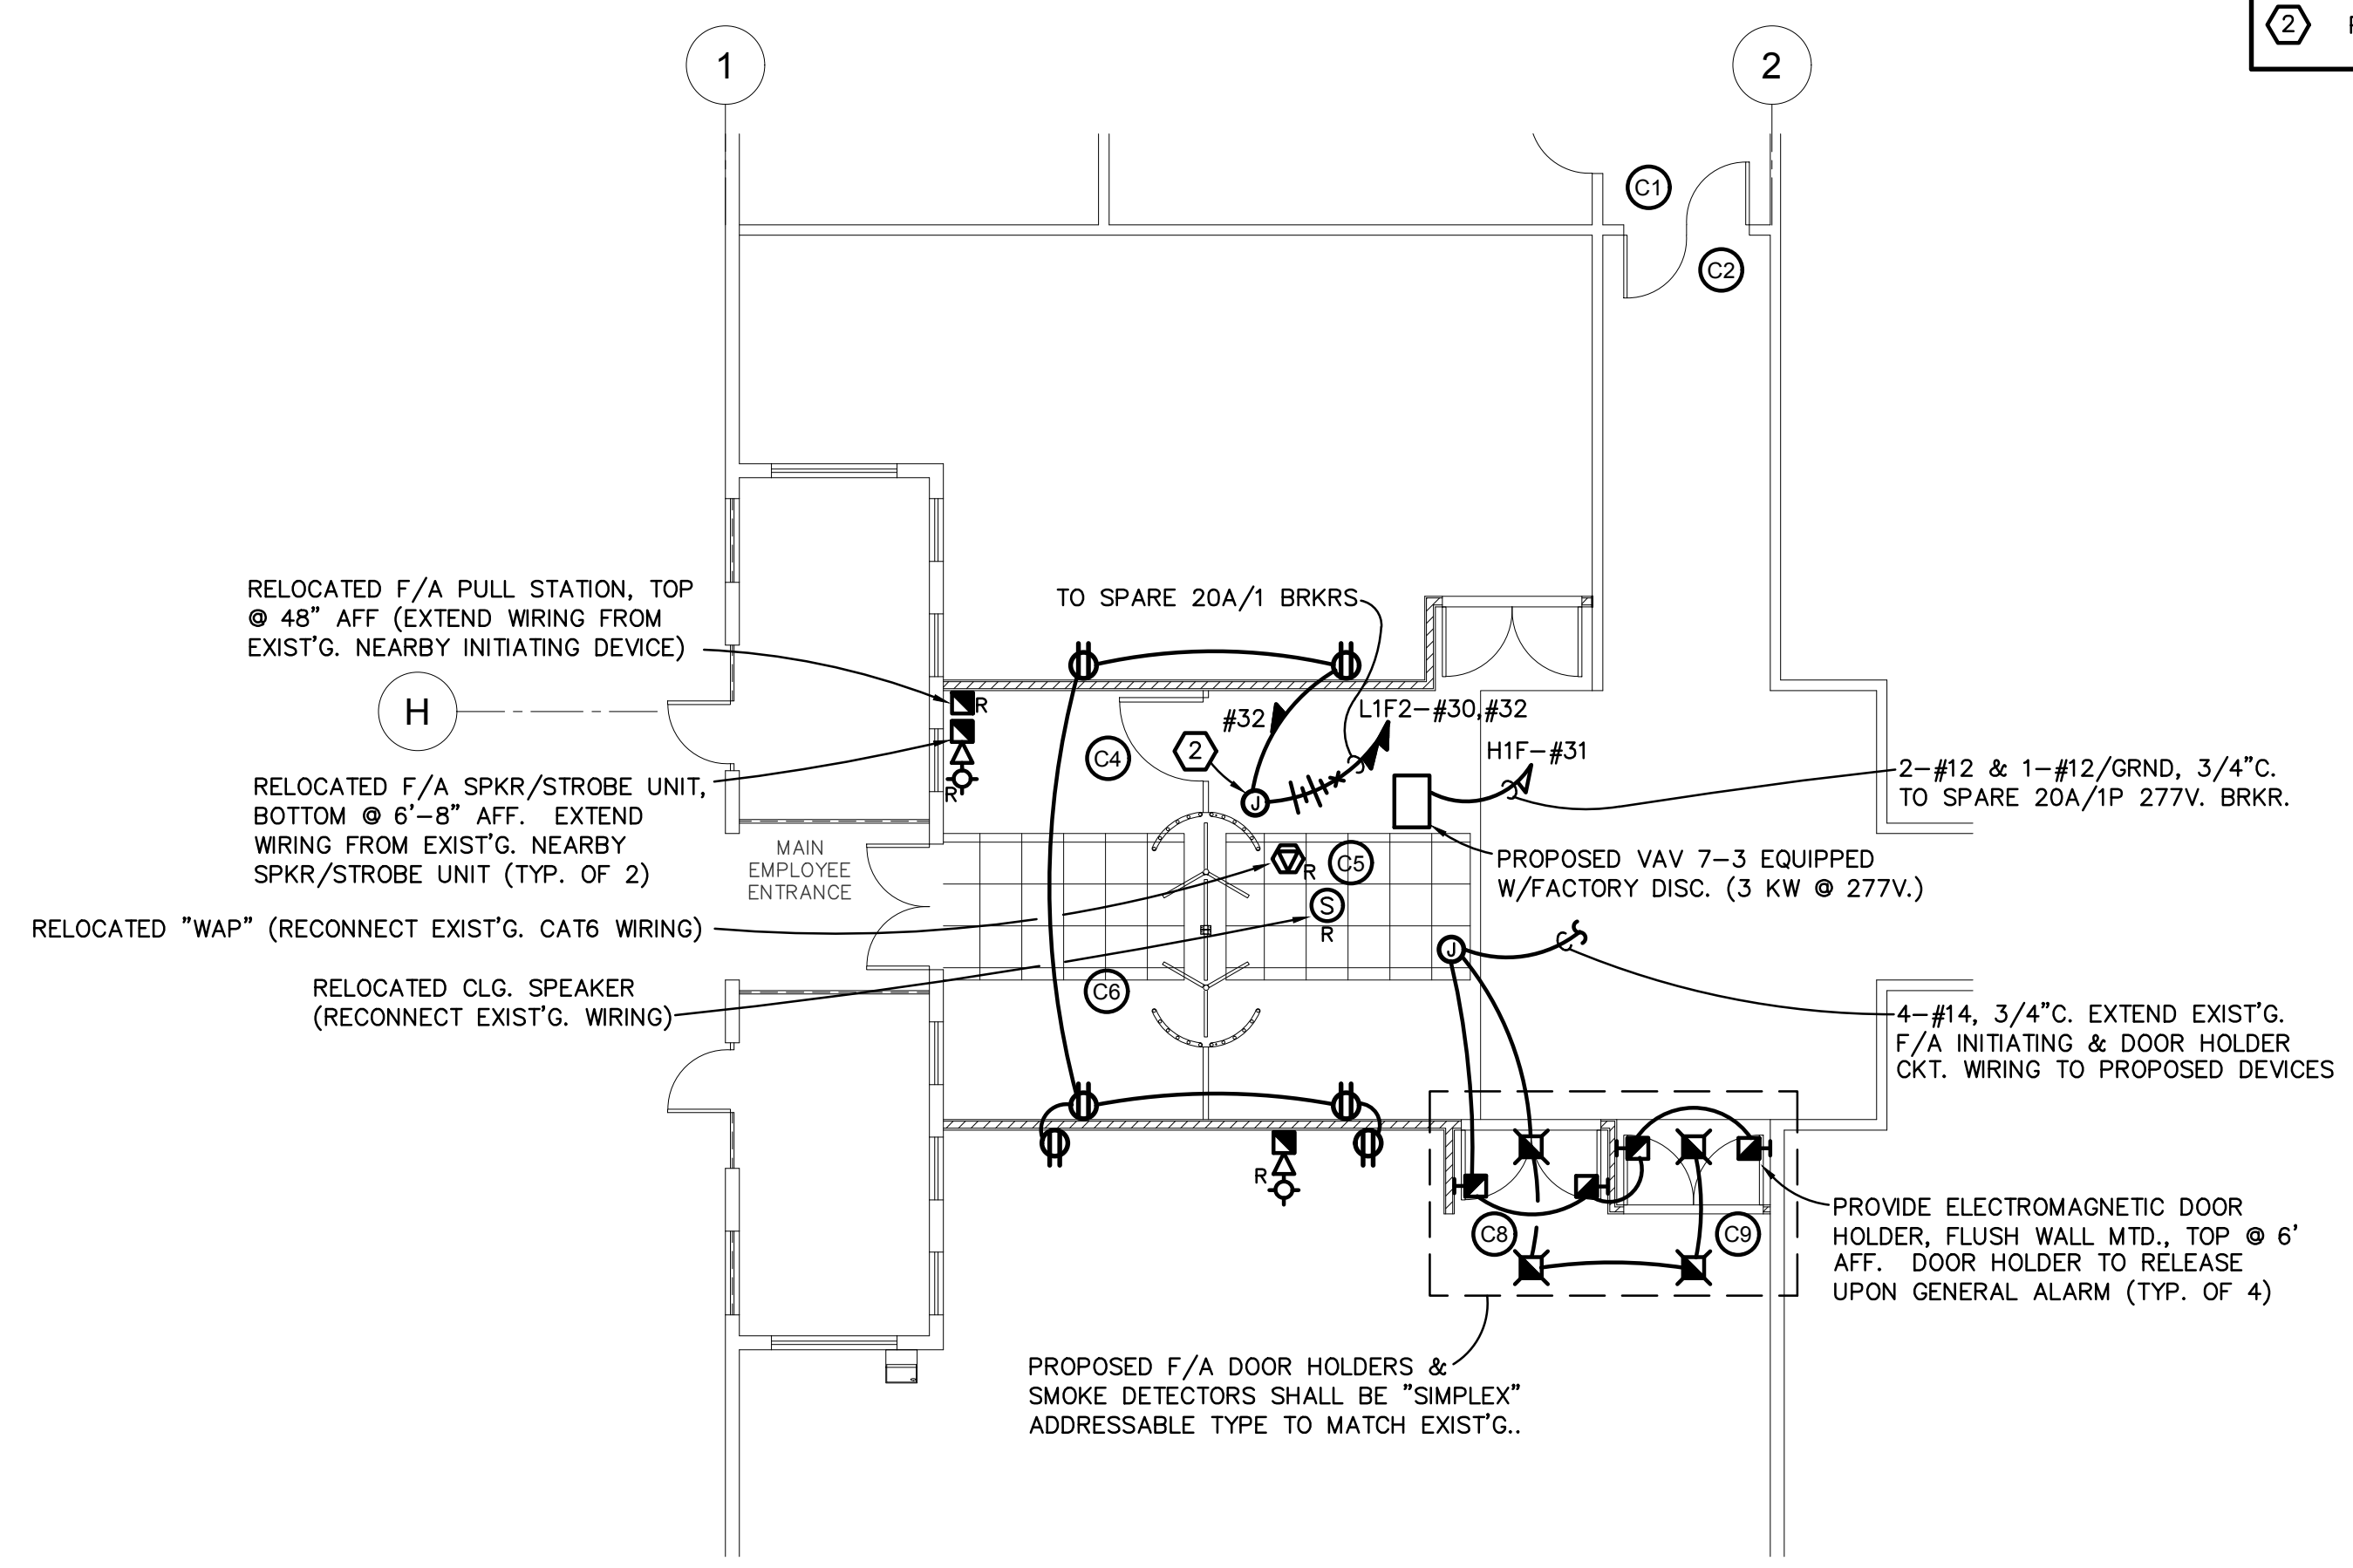 2
1
2
C1
C2
RELOCATED F/A PULL STATION, TOP
@ 48" AFF (EXTEND WIRING FROM
EXIST'G. NEARBY INITIATING DEVICE)
TO SPARE 20A/1 BRKRS
H
R
#32
L1F2-#30,#32
2
C4
H1F-#31
J
RELOCATED F/A SPKR/STROBE UNIT,
BOTTOM @ 6'-8" AFF. EXTEND
WIRING FROM EXIST'G. NEARBY
SPKR/STROBE UNIT (TYP. OF 2)
R
2-#12 & 1-#12/GRND, 3/4"C.
TO SPARE 20A/1P 277V. BRKR.
MAIN
EMPLOYEE
ENTRANCE
C5
R
PROPOSED VAV 7-3 EQUIPPED
W/FACTORY DISC. (3 KW @ 277V.)
RELOCATED "WAP" (RECONNECT EXIST'G. CAT6 WIRING)
S
R
J
RELOCATED CLG. SPEAKER
(RECONNECT EXIST'G. WIRING)
C6
4-#14, 3/4"C. EXTEND EXIST'G.
F/A INITIATING & DOOR HOLDER
CKT. WIRING TO PROPOSED DEVICES
R
C8
C9
PROVIDE ELECTROMAGNETIC DOOR
HOLDER, FLUSH WALL MTD., TOP @ 6'
AFF. DOOR HOLDER TO RELEASE
UPON GENERAL ALARM (TYP. OF 4)
PROPOSED F/A DOOR HOLDERS &
SMOKE DETECTORS SHALL BE "SIMPLEX"
ADDRESSABLE TYPE TO MATCH EXIST'G..